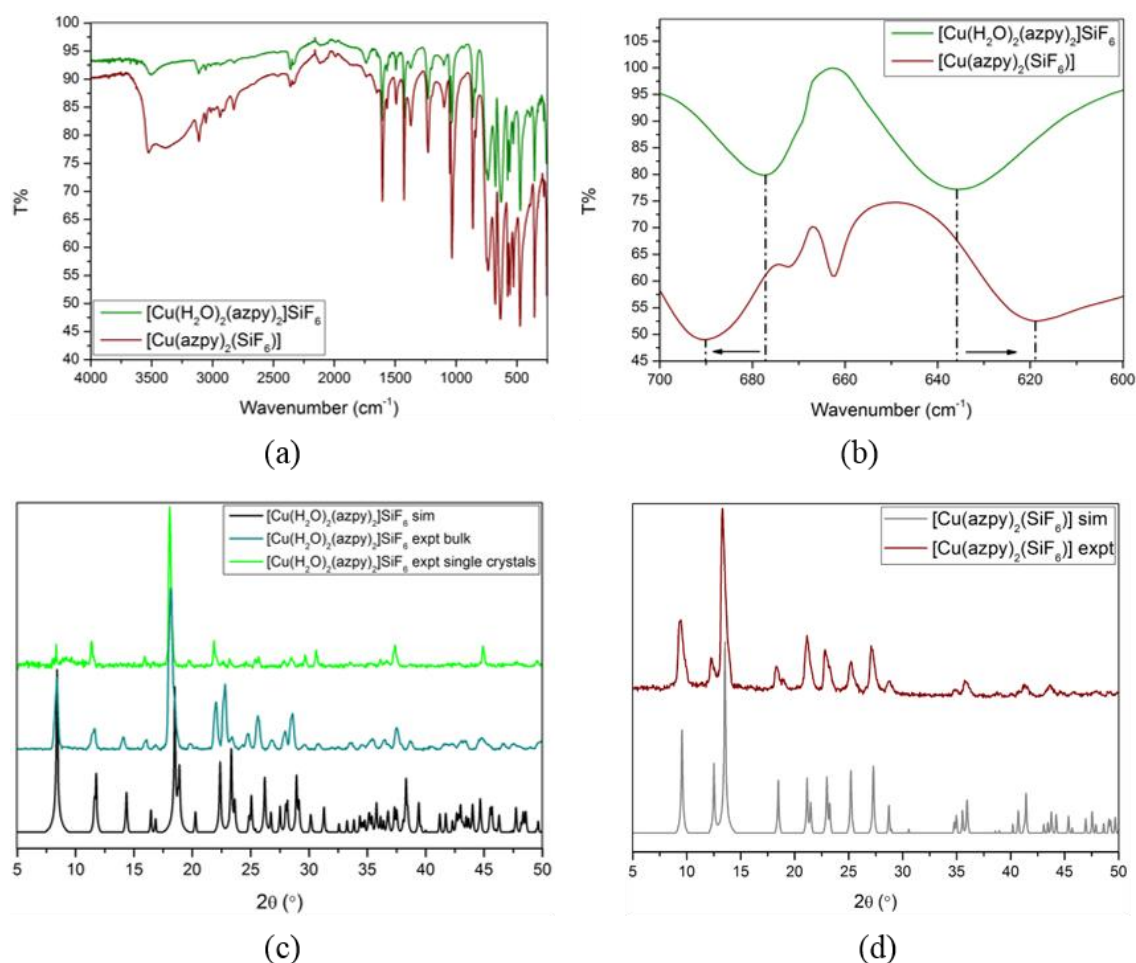 100
95
90
85
80
75
70
65
60
55
50
45
40
T%
[Cu(H₂O)₂(azpy)₂]SiF₆
[Cu(azpy)₂(SiF₆)]
4000 3500 3000 2500 2000 1500 1000 500
Wavenumber (cm⁻¹)
(a)
105
100
95
90
85
80
75
70
65
60
55
50
45
T%
[Cu(H₂O)₂(azpy)₂]SiF₆
[Cu(azpy)₂(SiF₆)]
700 680 660 640 620 600
Wavenumber (cm⁻¹)
(b)
[Cu(H₂O)₂(azpy)₂]SiF₆ sim
[Cu(H₂O)₂(azpy)₂]SiF₆ expt bulk
[Cu(H₂O)₂(azpy)₂]SiF₆ expt single crystals
5 10 15 20 25 30 35 40 45 50
2θ (°)
(c)
[Cu(azpy)₂(SiF₆)] sim
[Cu(azpy)₂(SiF₆)] expt
5 10 15 20 25 30 35 40 45 50
2θ (°)
(d)